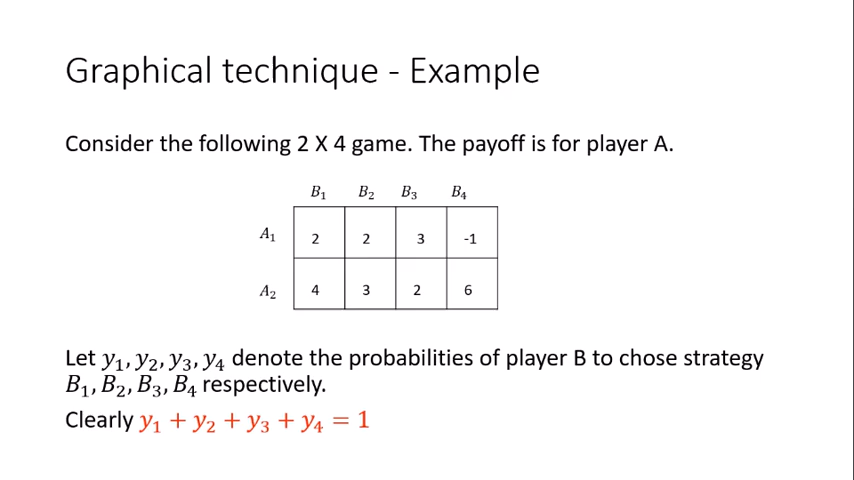 Graphical technique - Example
Consider the following 2 X 4 game. The payoff is for player A.
B₁ B₂ B₃ B₄
A₁ 2 2 3 -1
A₂ 4 3 2 6
Let y₁, y₂, y₃, y₄ denote the probabilities of player B to chose strategy
B₁, B₂, B₃, B₄ respectively.
Clearly y₁ + y₂ + y₃ + y₄ = 1